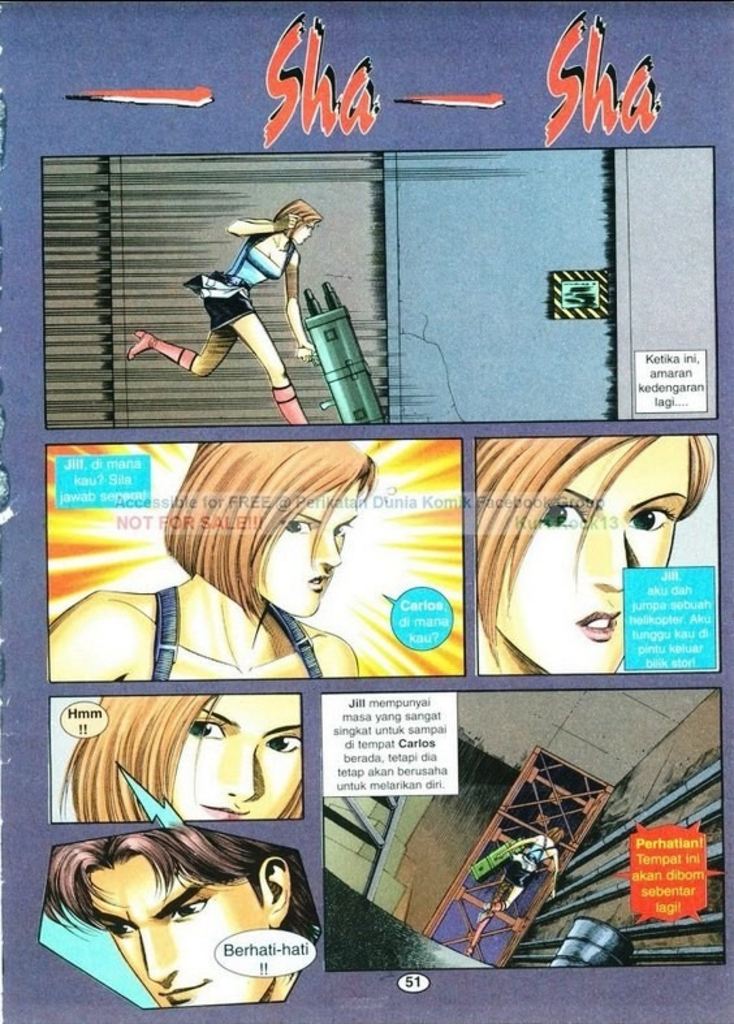 Sha Sha
Ketika ini,
amaran
kedengaran
lagi....
Jill, di mana
kau? Sila
jawab segera!
Accessible for FREE @ Perikatan Dunia Komik Facebook Group
NOT FOR SALE!!!
Carlos,
di mana
kau?
Jill,
aku dah
jumpa sebuah
helikopter. Aku
tunggu kau di
pintu keluar
bilik stor!
Hmm
!!
Jill mempunyai
masa yang sangat
singkat untuk sampai
di tempat Carlos
berada, tetapi dia
tetap akan berusaha
untuk melarikan diri.
Perhatian!
Tempat ini
akan dibom
sebentar
lagi!
Berhati-hati
!!
51